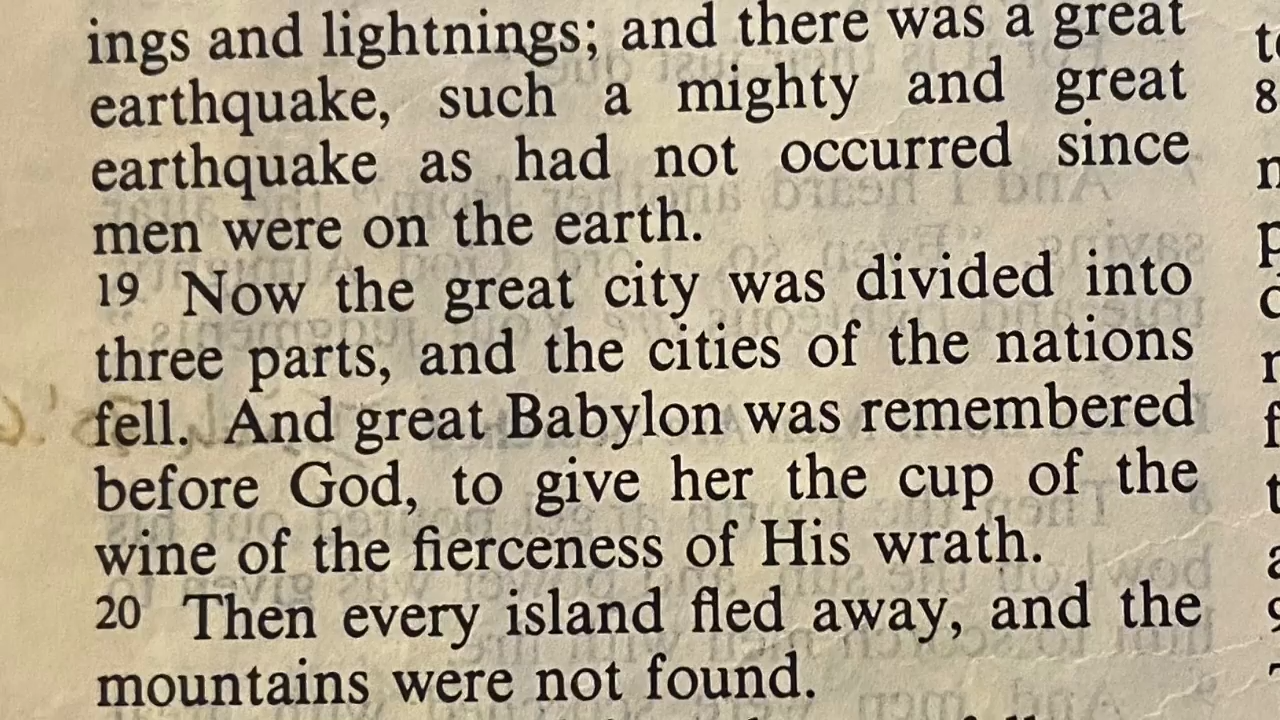 ings and lightnings; and there was a great
earthquake, such a mighty and great
earthquake as had not occurred since
men were on the earth.
19 Now the great city was divided into
three parts, and the cities of the nations
fell. And great Babylon was remembered
before God, to give her the cup of the
wine of the fierceness of His wrath.
20 Then every island fled away, and the
mountains were not found.